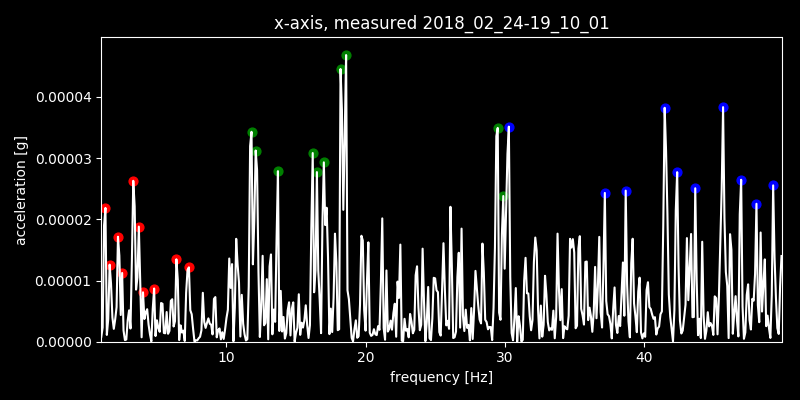 x-axis, measured 2018_02_24-19_10_01
acceleration [g]
0.00004
0.00003
0.00002
0.00001
0.00000
10 20 30 40
frequency [Hz]